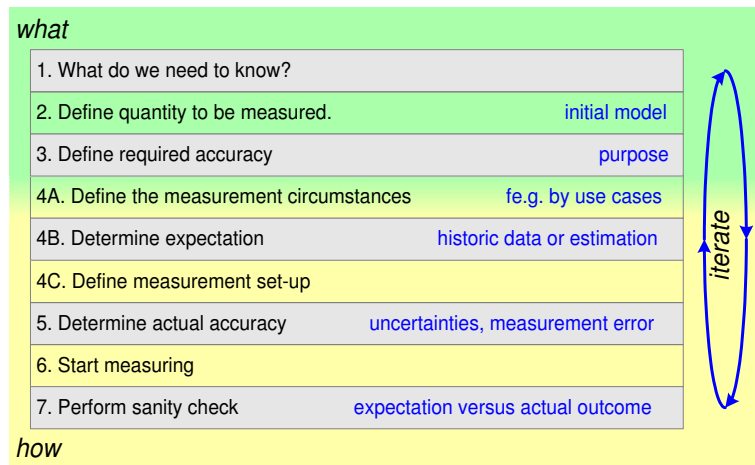 what
1. What do we need to know?
2. Define quantity to be measured. initial model
3. Define required accuracy purpose
4A. Define the measurement circumstances fe.g. by use cases
4B. Determine expectation historic data or estimation
4C. Define measurement set-up
5. Determine actual accuracy uncertainties, measurement error
6. Start measuring
7. Perform sanity check expectation versus actual outcome
how
iterate